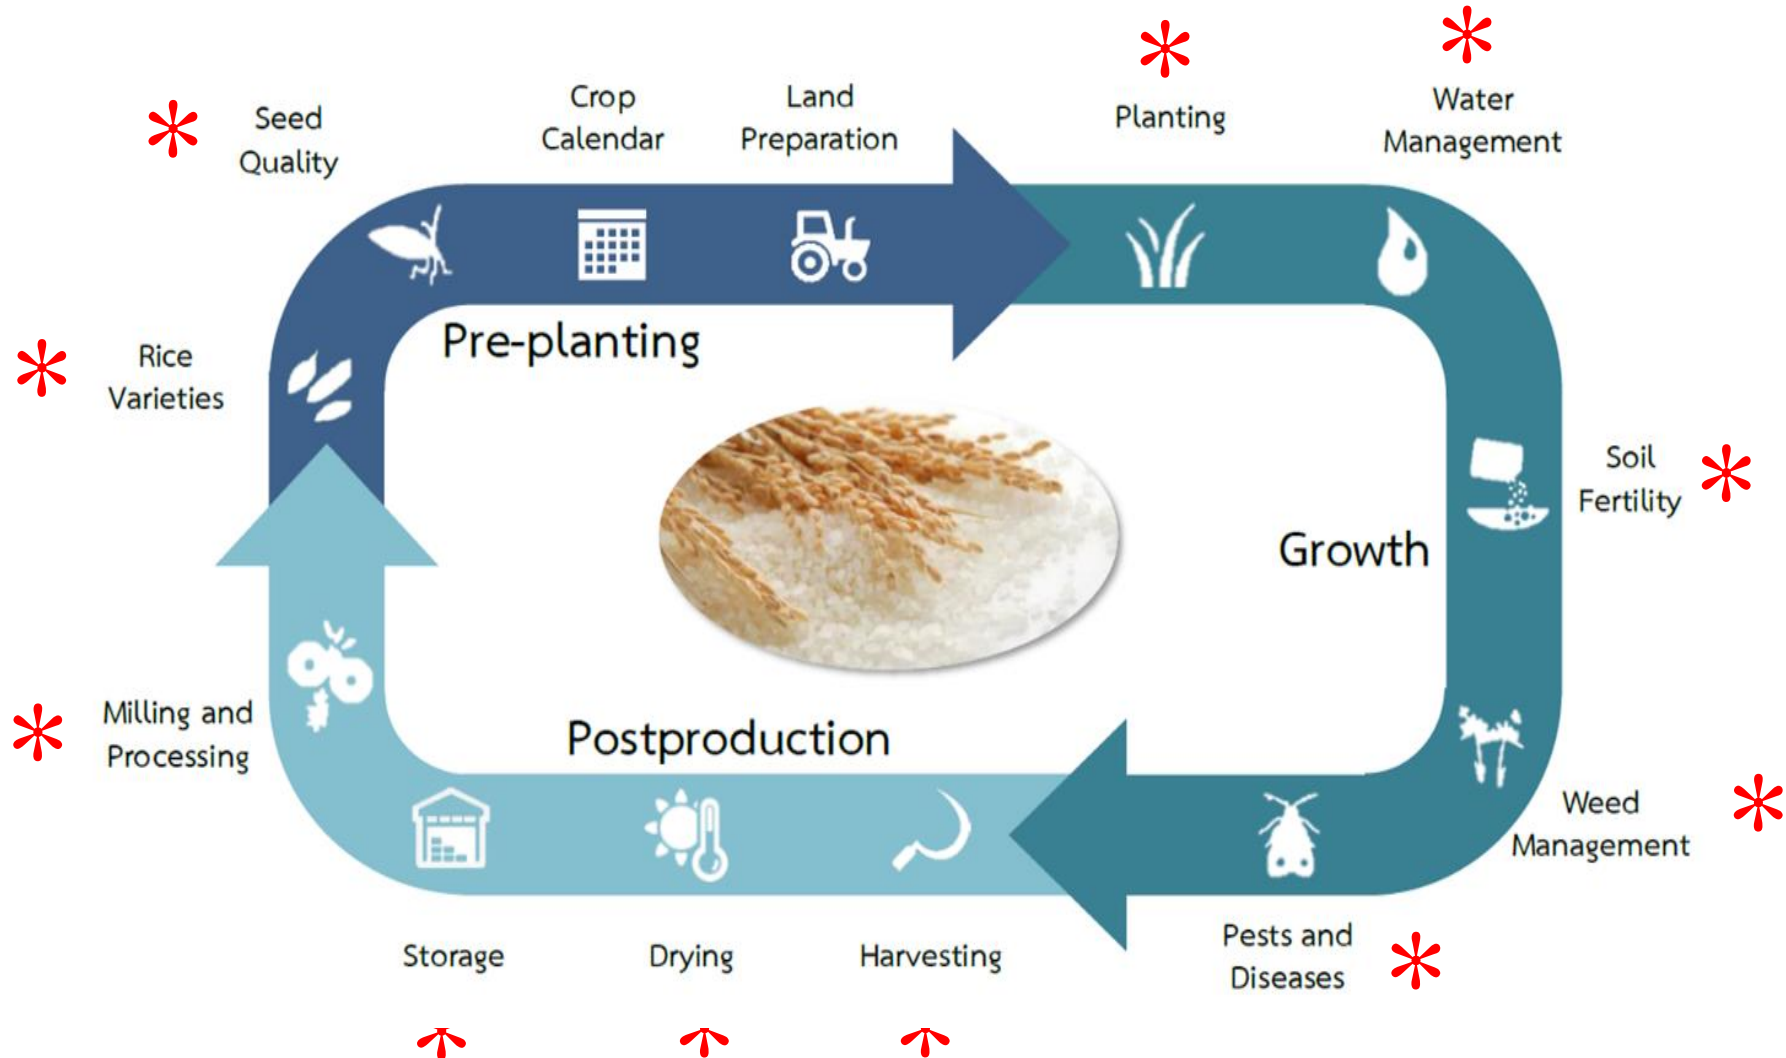 Seed
Quality
Crop
Calendar
Land
Preparation
Planting
Water
Management
Rice
Varieties
Pre-planting
Soil
Fertility
Growth
Milling and
Processing
Postproduction
Weed
Management
Storage
Drying
Harvesting
Pests and
Diseases